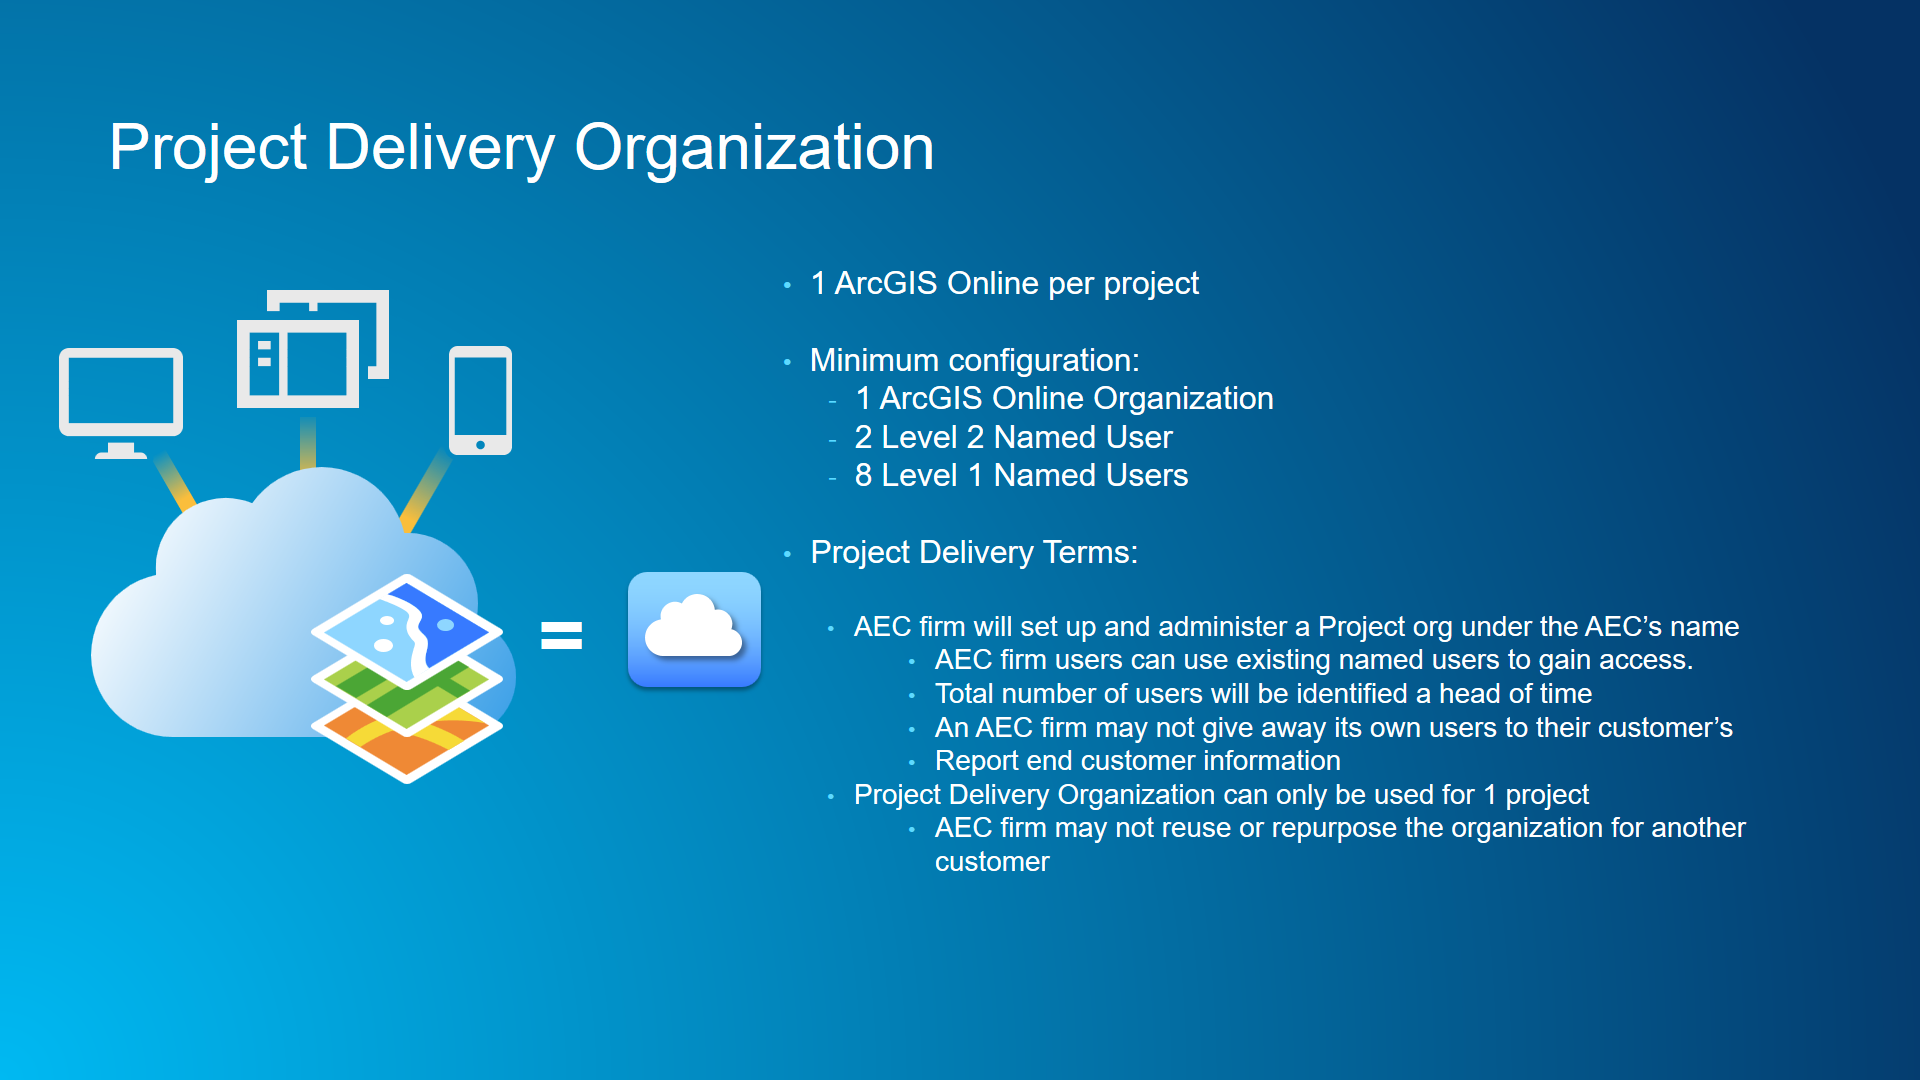 Project Delivery Organization
• 1 ArcGIS Online per project
• Minimum configuration:
- 1 ArcGIS Online Organization
- 2 Level 2 Named User
- 8 Level 1 Named Users
• Project Delivery Terms:
• AEC firm will set up and administer a Project org under the AEC’s name
• AEC firm users can use existing named users to gain access.
• Total number of users will be identified a head of time
• An AEC firm may not give away its own users to their customer’s
• Report end customer information
• Project Delivery Organization can only be used for 1 project
• AEC firm may not reuse or repurpose the organization for another
customer
=